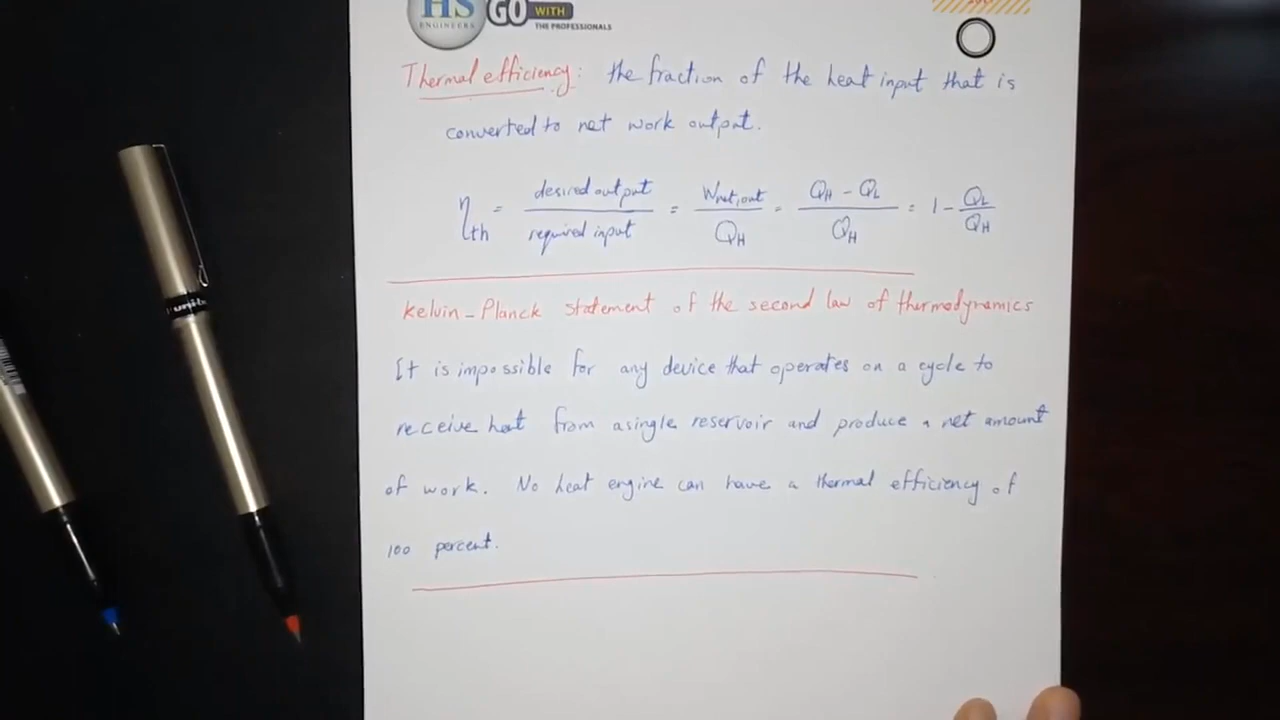 HS
ENGINEERS
GO WITH
THE PROFESSIONALS
Thermal efficiency: the fraction of the heat input that is
converted to net work output.
ηth = desired output / required input = Wnet,out / QH = QH - QL / QH = 1 - QL / QH
Kelvin-Planck statement of the second law of thermodynamics
It is impossible for any device that operates on a cycle to
receive heat from a single reservoir and produce a net amount
of work. No heat engine can have a thermal efficiency of
100 percent.
uni-b